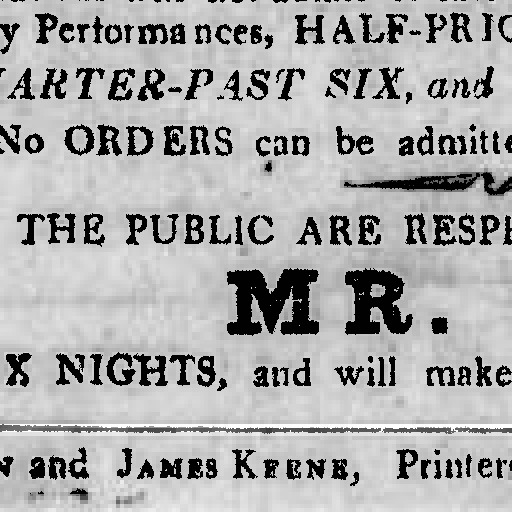 y Performances, HALF-PRIC
ARTER-PAST SIX, and
No ORDERS can be admitte
THE PUBLIC ARE RESPE
MR.
X NIGHTS, and will make
N and JAMES KEENE, Printers